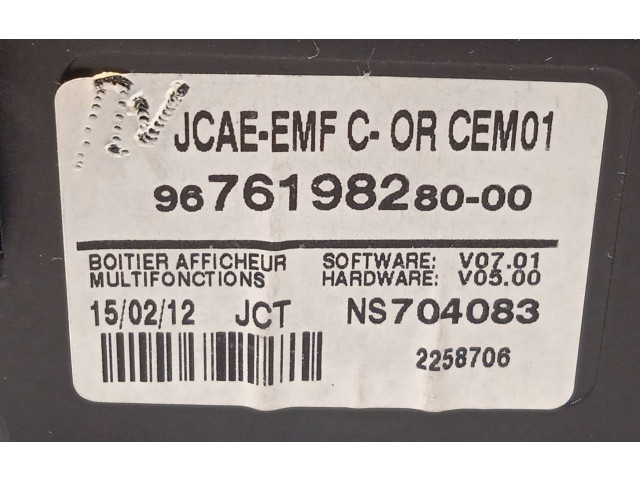 JCAE-EMF C- OR CEM01
9676198280-00
BOITIER AFFICHEUR SOFTWARE: V07.01
MULTIFONCTIONS HARDWARE: V05.00
15/02/12 JCT NS704083
2258706